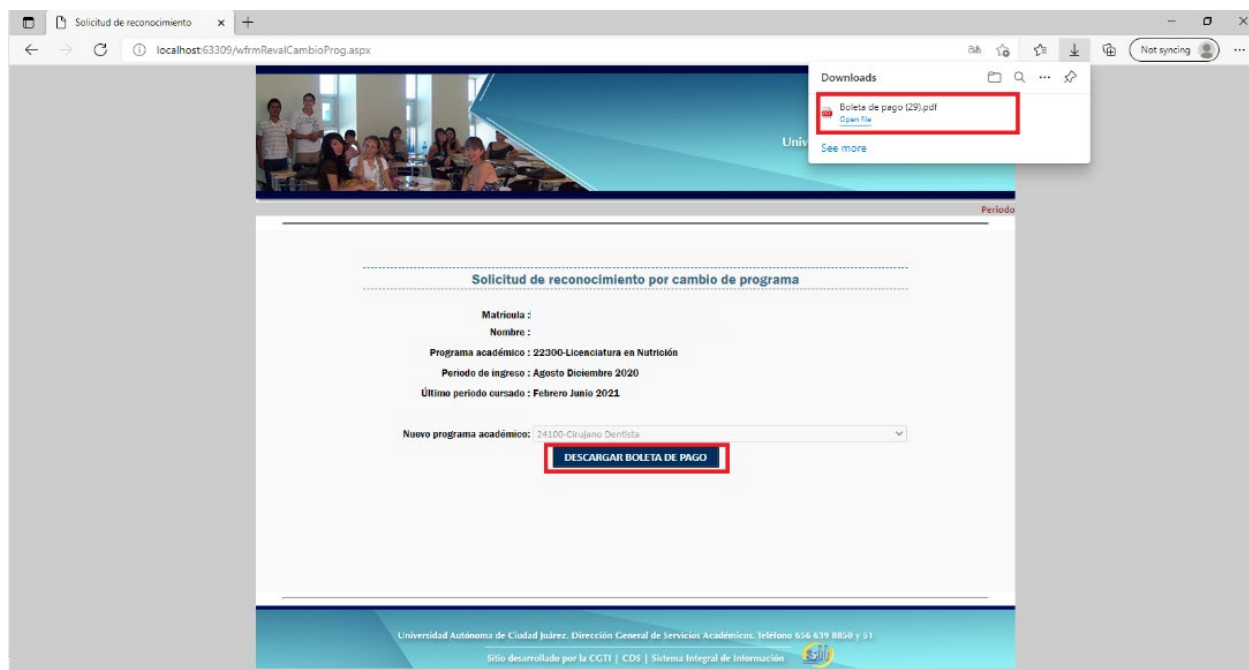 Solicitud de reconocimiento
localhost:63309/wfrmRevalCambioProg.aspx
Not syncing
Downloads
Boleta de pago (29).pdf
Open file
See more
Univ
Periodo
Solicitud de reconocimiento por cambio de programa
Matrícula :
Nombre :
Programa académico : 22300-Licenciatura en Nutrición
Periodo de ingreso : Agosto Diciembre 2020
Último periodo cursado : Febrero Junio 2021
Nuevo programa académico: 24100-Cirujano Dentista
DESCARGAR BOLETA DE PAGO
Universidad Autónoma de Ciudad Juárez. Dirección General de Servicios Académicos. Teléfono 656 639 8850 y 51
Sitio desarrollado por la CGTI | CDS | Sistema Integral de Información
sii